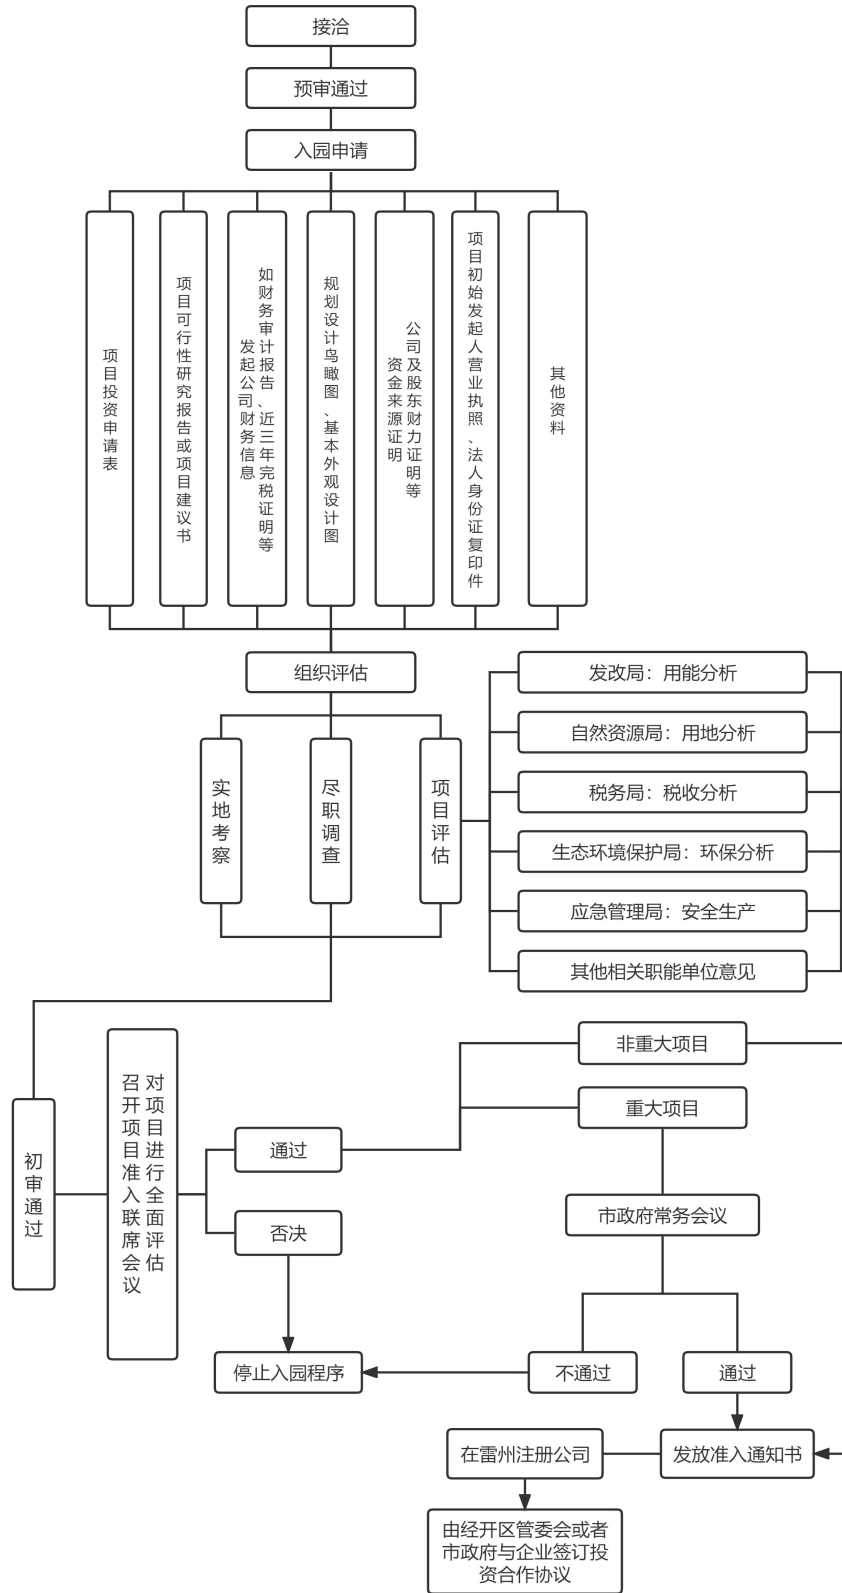 接洽
预审通过
入园申请
项目投资申请表
项目可行性研究报告或项目建议书
如财务审计报告、近三年完税证明等
发起公司财务信息
规划设计鸟瞰图、基本外观设计图
公司及股东财力证明等
资金来源证明
项目初始发起人营业执照、法人身份证复印件
其他资料
组织评估
实地考察
尽职调查
项目评估
发改局：用能分析
自然资源局：用地分析
税务局：税收分析
生态环境保护局：环保分析
应急管理局：安全生产
其他相关职能单位意见
初审通过
对项目进行全面评估
召开项目准入联席会议
通过
否决
非重大项目
重大项目
市政府常务会议
停止入园程序
不通过
通过
在雷州注册公司
发放准入通知书
由经开区管委会或者
市政府与企业签订投
资合作协议